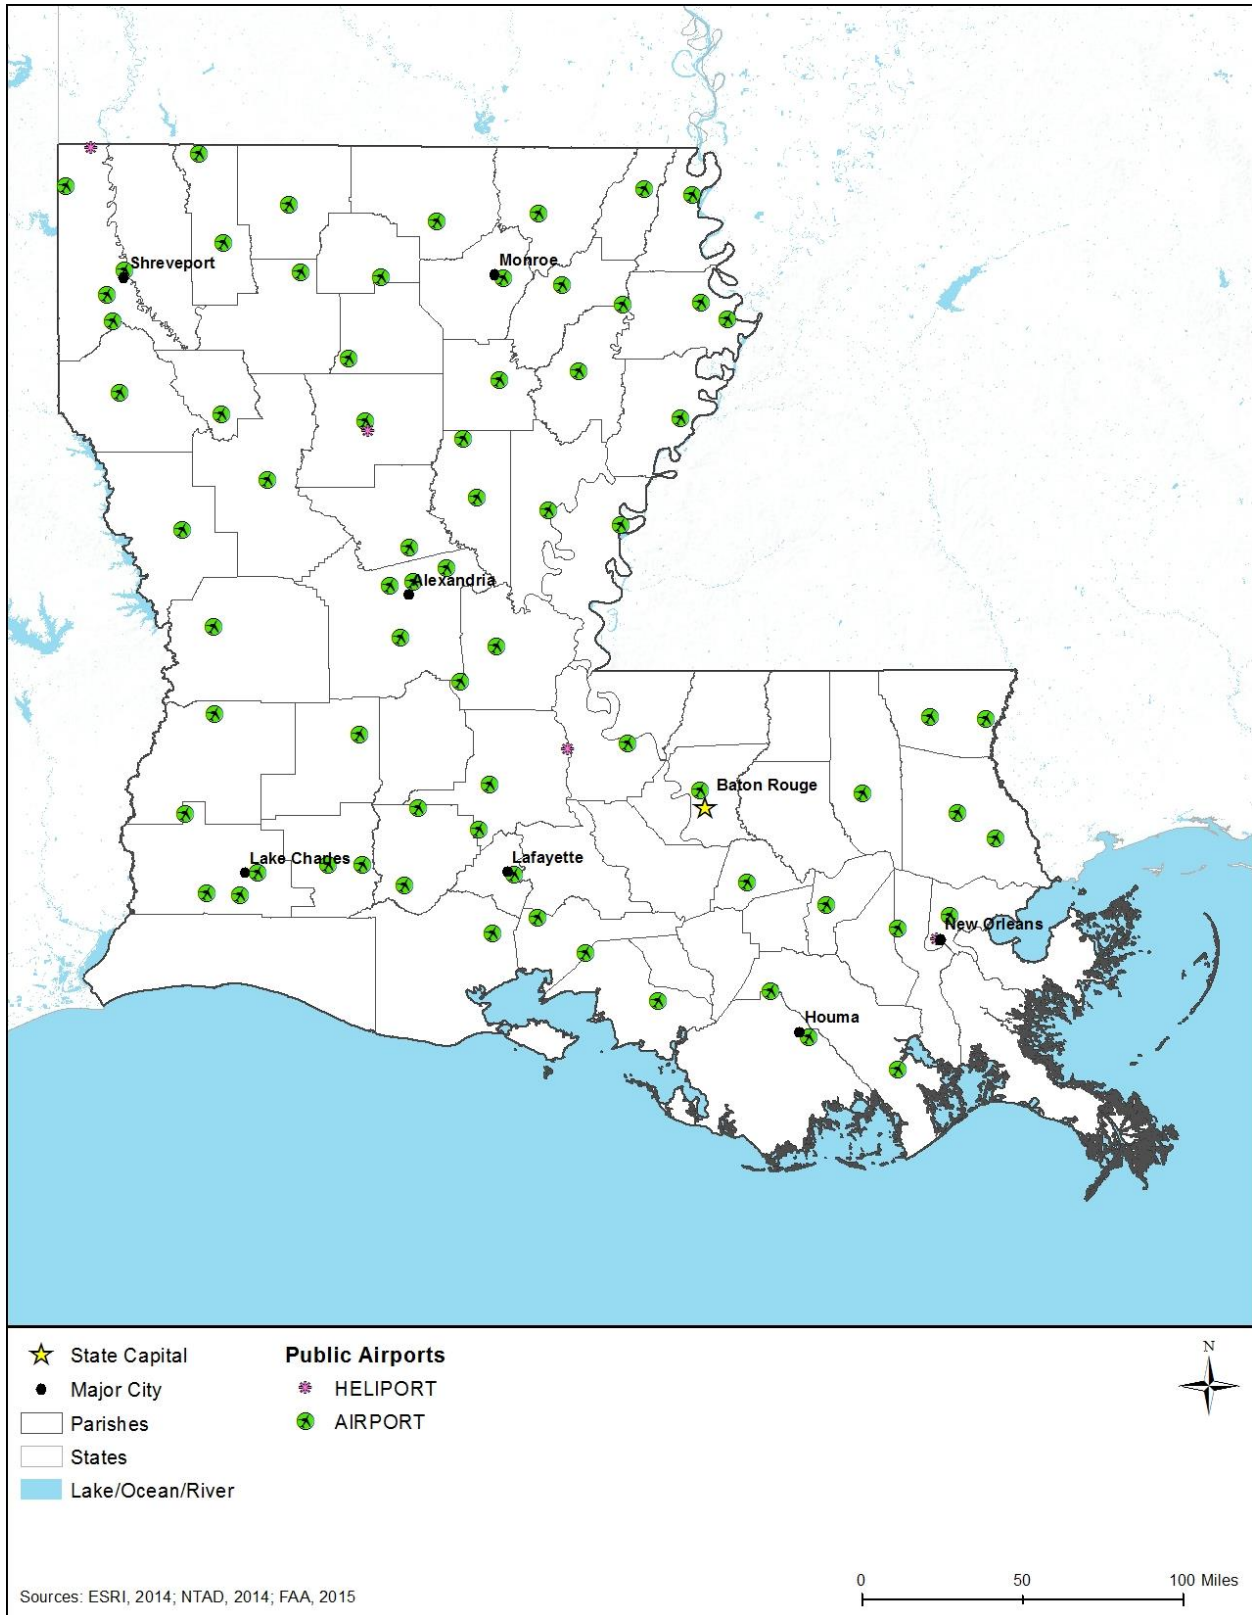 Shreveport
Monroe
Alexandria
Baton Rouge
Lake Charles
Lafayette
New Orleans
Houma
State Capital
Major City
Parishes
States
Lake/Ocean/River
Public Airports
HELIPORT
AIRPORT
N
Sources: ESRI, 2014; NTAD, 2014; FAA, 2015
0 50 100 Miles